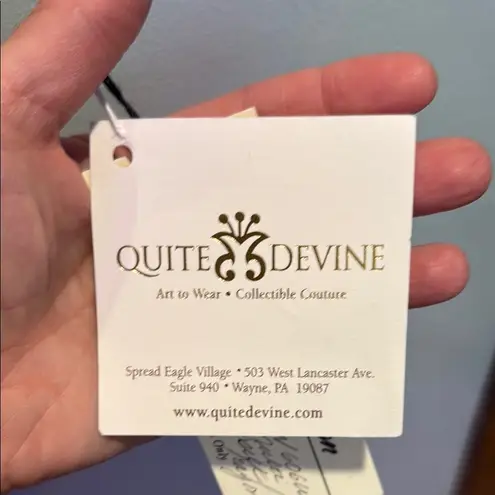 QUITE DEVINE
Art to Wear • Collectible Couture
Spread Eagle Village • 503 West Lancaster Ave.
Suite 940 • Wayne, PA 19087
www.quitedevine.com
Only: